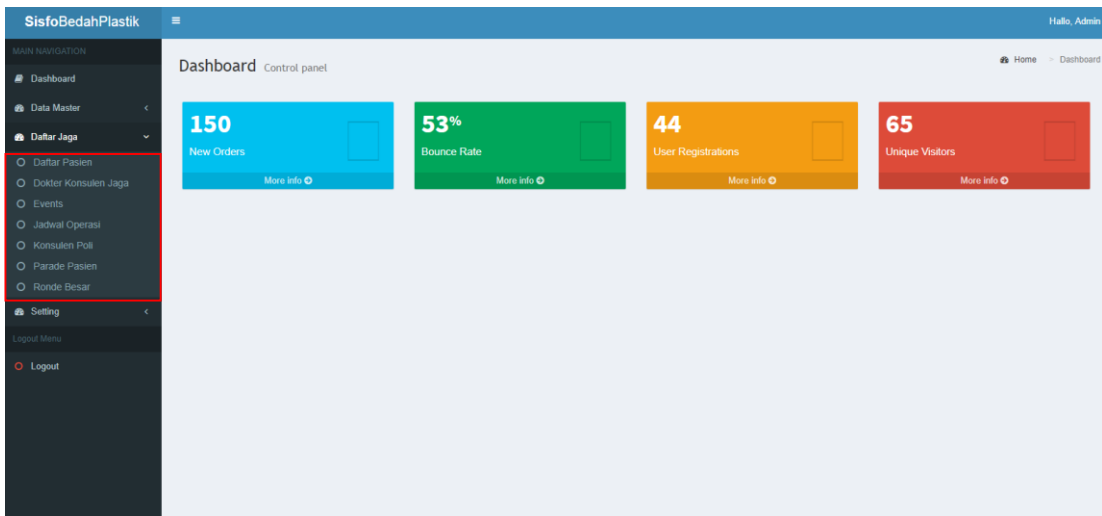 SisfoBedahPlastik
Hallo, Admin
MAIN NAVIGATION
Dashboard
Data Master
Daftar Jaga
Daftar Pasien
Dokter Konsulen Jaga
Events
Jadwal Operasi
Konsulen Poli
Parade Pasien
Ronde Besar
Setting
Logout Menu
Logout
Dashboard Control panel
Home > Dashboard
150
New Orders
More info
53%
Bounce Rate
More info
44
User Registrations
More info
65
Unique Visitors
More info